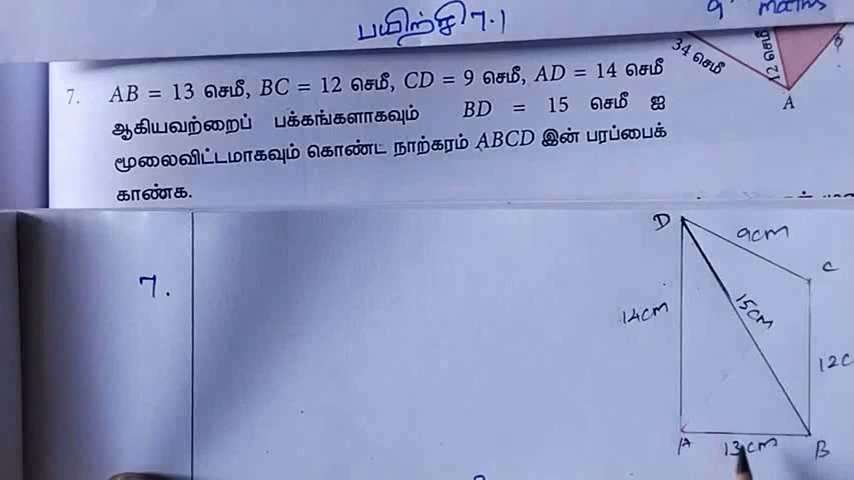 பயிற்சி 7.1
9 maths
34 செமீ
12 செமீ
A
7. AB = 13 செமீ, BC = 12 செமீ, CD = 9 செமீ, AD = 14 செமீ
ஆகியவற்றைப் பக்கங்களாகவும் BD = 15 செமீ ஐ
மூலைவிட்டமாகவும் கொண்ட நாற்கரம் ABCD இன் பரப்பைக்
காண்க.
7.
D
9cm
C
14cm
15cm
12c
A
13cm
B